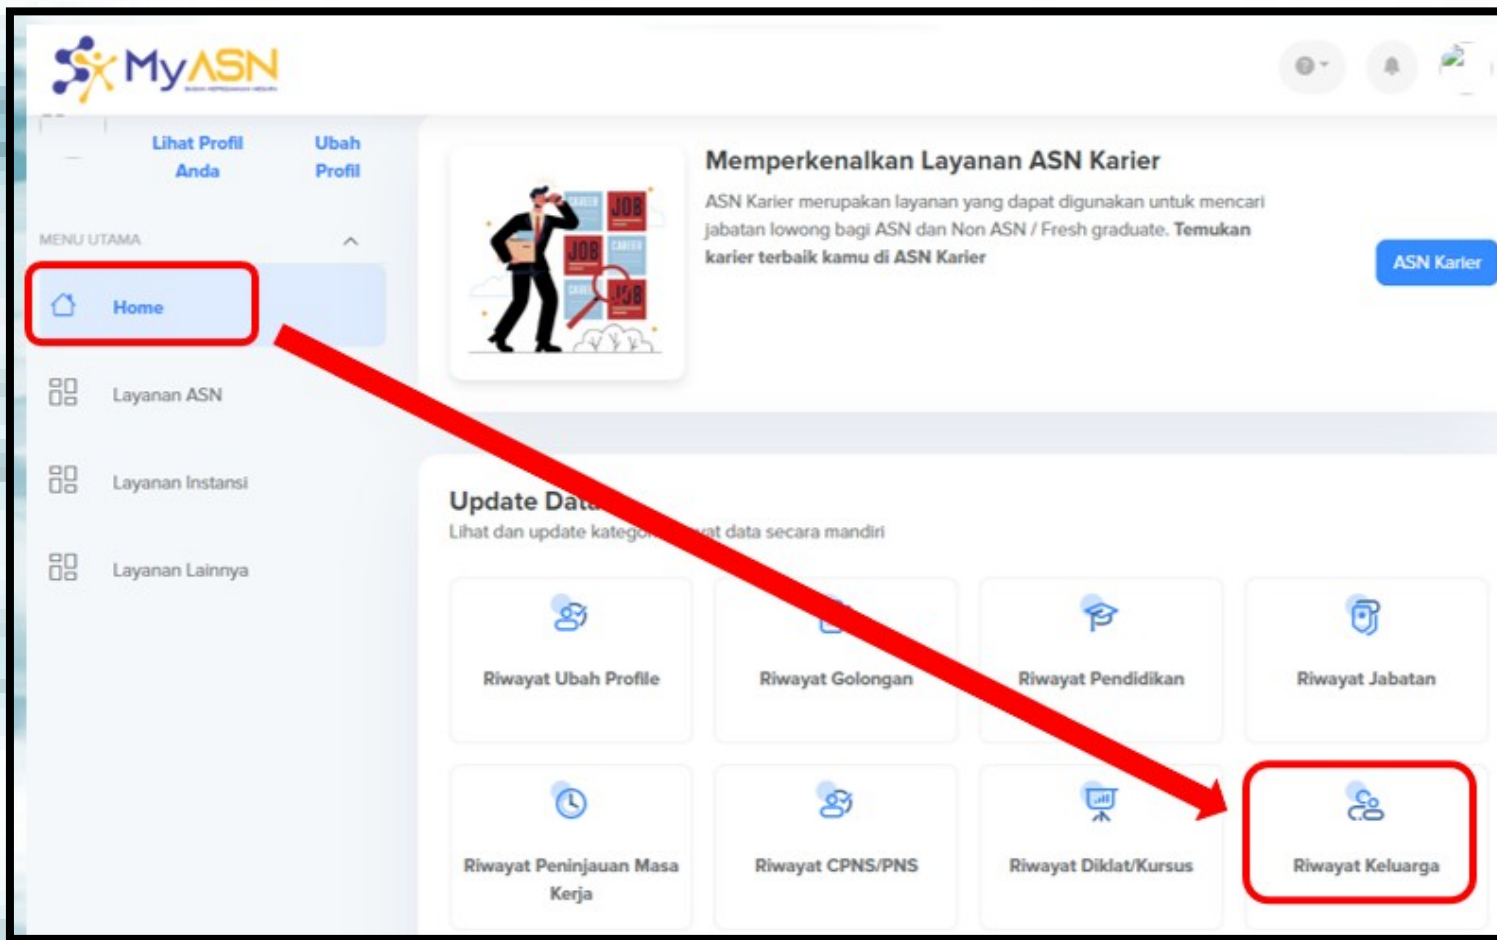 MyASN
Lihat Profil
Anda
Ubah
Profil
MENU UTAMA
Home
Layanan ASN
Layanan Instansi
Layanan Lainnya
CAREER
JOB
JOB
CAREER
JOB
Memperkenalkan Layanan ASN Karier
ASN Karier merupakan layanan yang dapat digunakan untuk mencari
jabatan lowong bagi ASN dan Non ASN / Fresh graduate. Temukan
karier terbaik kamu di ASN Karier
ASN Karier
Update Data
Lihat dan update data secara mandiri
Riwayat Ubah Profile
Riwayat Golongan
Riwayat Pendidikan
Riwayat Jabatan
Riwayat Peninjauan Masa
Kerja
Riwayat CPNS/PNS
Riwayat Diklat/Kursus
Riwayat Keluarga